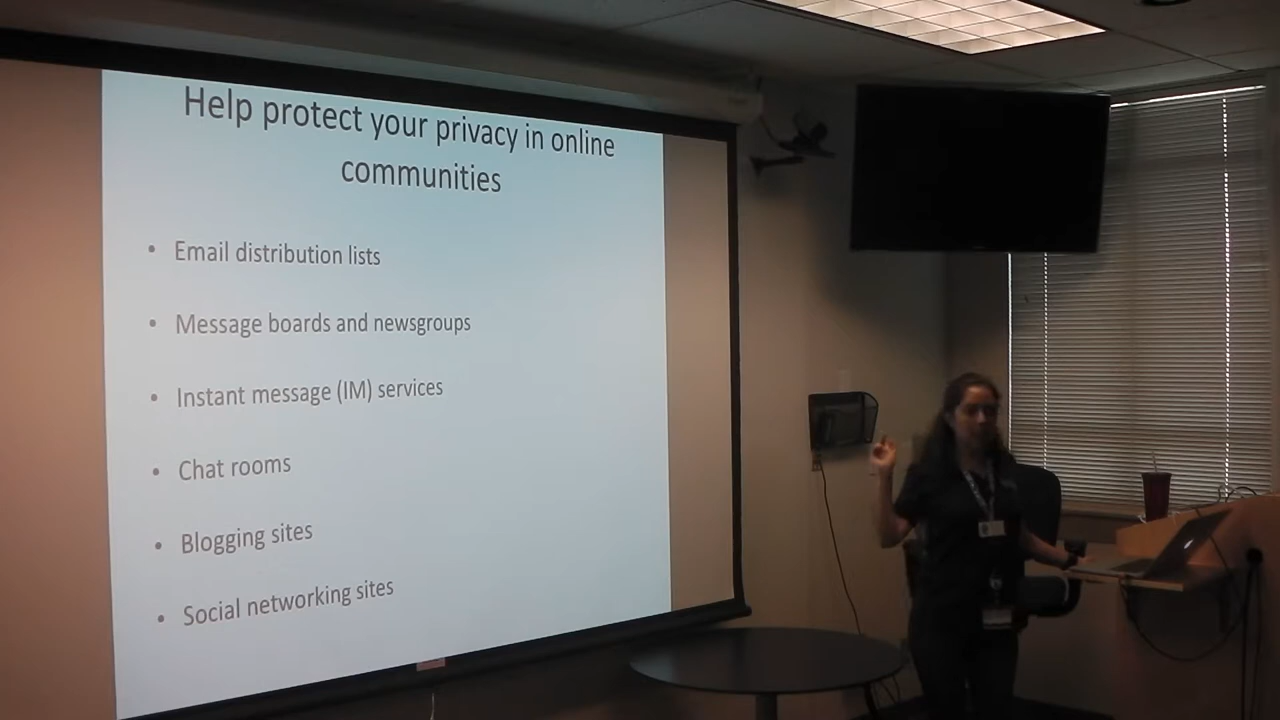 Help protect your privacy in online
communities
• Email distribution lists
• Message boards and newsgroups
• Instant message (IM) services
• Chat rooms
• Blogging sites
• Social networking sites